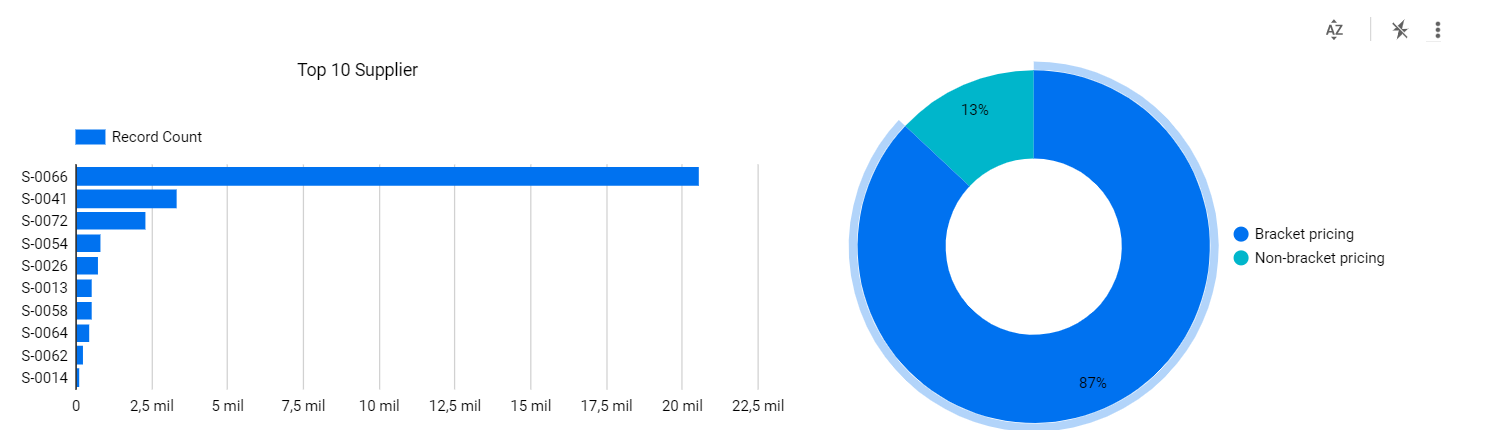 AZ
Top 10 Supplier
Record Count
S-0066
S-0041
S-0072
S-0054
S-0026
S-0013
S-0058
S-0064
S-0062
S-0014
0 2,5 mil 5 mil 7,5 mil 10 mil 12,5 mil 15 mil 17,5 mil 20 mil 22,5 mil
13%
87%
Bracket pricing
Non-bracket pricing